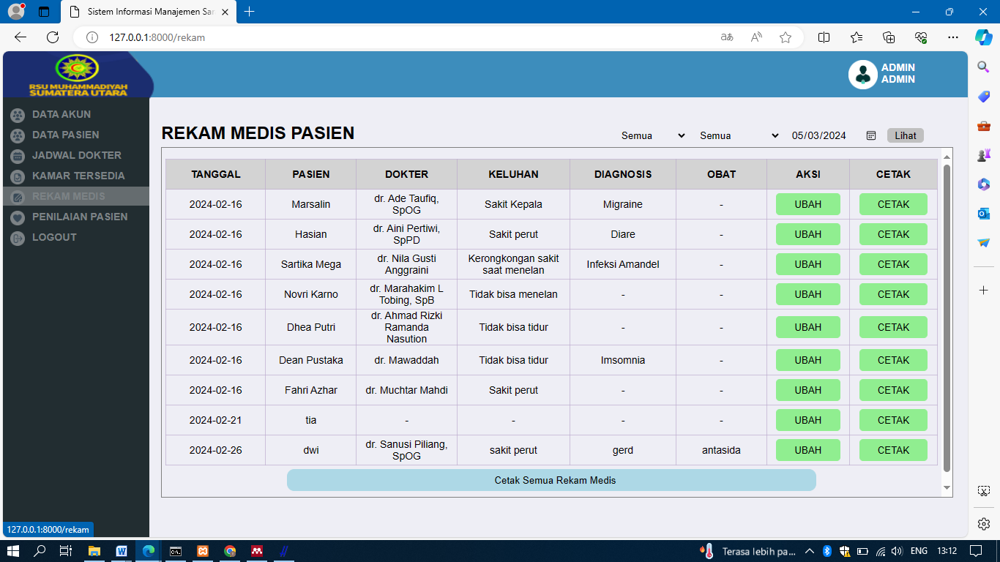 Sistem Informasi Manajemen Sar
127.0.0.1:8000/rekam
RSU MUHAMMADIYAH
SUMATERA UTARA
ADMIN
ADMIN
DATA AKUN
DATA PASIEN
JADWAL DOKTER
KAMAR TERSEDIA
REKAM MEDIS
PENILAIAN PASIEN
LOGOUT
REKAM MEDIS PASIEN
Semua Semua 05/03/2024 Lihat
TANGGAL PASIEN DOKTER KELUHAN DIAGNOSIS OBAT AKSI CETAK
2024-02-16 Marsalin dr. Ade Taufiq, SpOG Sakit Kepala Migraine - UBAH CETAK
2024-02-16 Hasian dr. Aini Pertiwi, SpPD Sakit perut Diare - UBAH CETAK
2024-02-16 Sartika Mega dr. Nila Gusti Anggraini Kerongkongan sakit saat menelan Infeksi Amandel - UBAH CETAK
2024-02-16 Novri Karno dr. Marahakim L Tobing, SpB Tidak bisa menelan - - UBAH CETAK
2024-02-16 Dhea Putri dr. Ahmad Rizki Ramanda Nasution Tidak bisa tidur - - UBAH CETAK
2024-02-16 Dean Pustaka dr. Mawaddah Tidak bisa tidur Imsomnia - UBAH CETAK
2024-02-16 Fahri Azhar dr. Muchtar Mahdi Sakit perut - - UBAH CETAK
2024-02-21 tia - - - - UBAH CETAK
2024-02-26 dwi dr. Sanusi Piliang, SpOG sakit perut gerd antasida UBAH CETAK
Cetak Semua Rekam Medis
127.0.0.1:8000/rekam
Terasa lebih pa... ENG 13:12